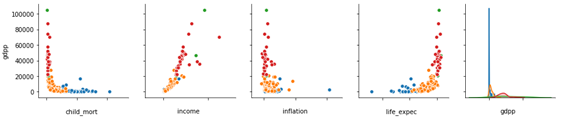 gdpp
100000
80000
60000
40000
20000
0
child_mort
income
inflation
life_expec
gdpp